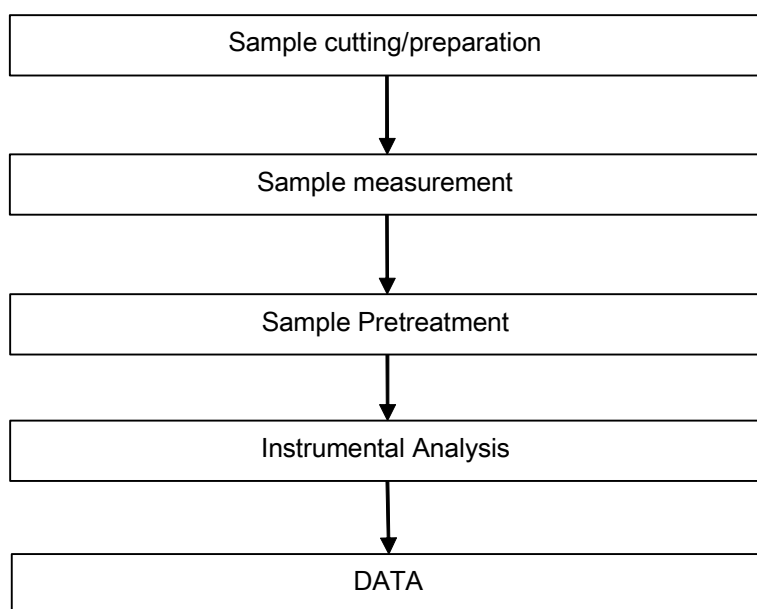 Sample cutting/preparation
Sample measurement
Sample Pretreatment
Instrumental Analysis
DATA